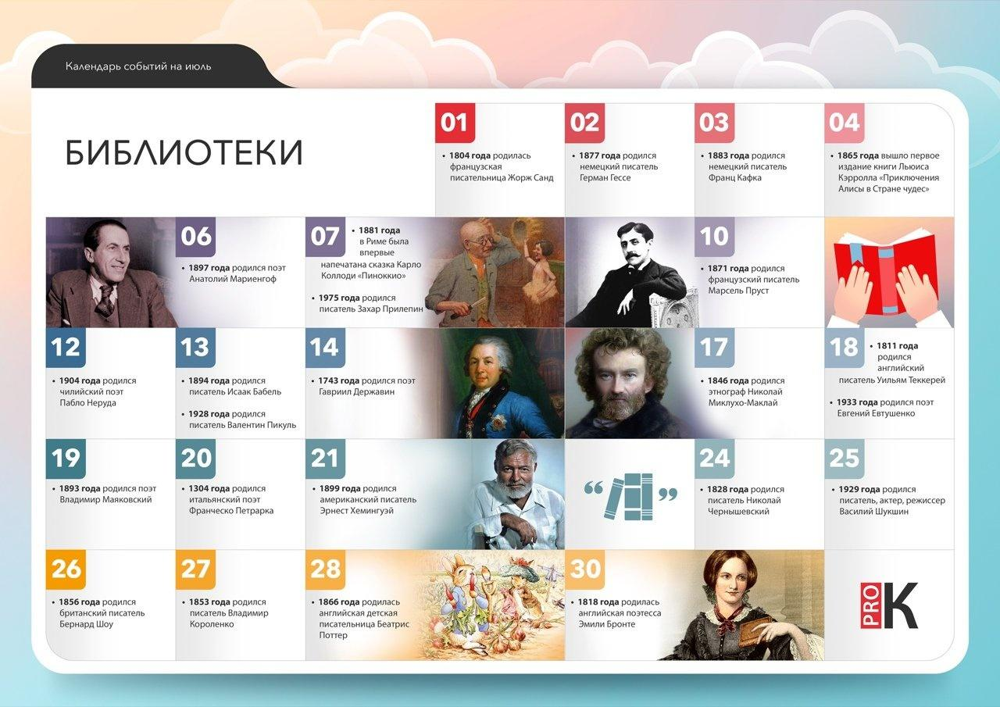 Календарь событий на июль
БИБЛИОТЕКИ
01
• 1804 года родилась
французская
писательница Жорж Санд
02
• 1877 года родился
немецкий писатель
Герман Гессе
03
• 1883 года родился
немецкий писатель
Франц Кафка
04
• 1865 года вышло первое
издание книги Льюиса
Кэрролла «Приключения
Алисы в Стране чудес»
06
• 1897 года родился поэт
Анатолий Мариенгоф
07
• 1881 года
в Риме была
впервые
напечатана сказка Карло
Коллоди «Пиноккио»
• 1975 год родился
писатель Захар Прилепин
10
• 1871 года родился
французский писатель
Марсель Пруст
12
• 1904 года родился
чилийский поэт
Пабло Неруда
13
• 1894 года родился
писатель Исаак Бабель
• 1928 года родился
писатель Валентин Пикуль
14
• 1743 года родился поэт
Гавриил Державин
17
• 1846 года родился
этнограф Николай
Миклухо-Маклай
18
• 1811 года
родился
английский
писатель Уильям Теккерей
• 1933 года родился поэт
Евгений Евтушенко
19
• 1893 года родился поэт
Владимир Маяковский
20
• 1304 года родился
итальянский поэт
Франческо Петрарка
21
• 1899 года родился
американский писатель
Эрнест Хемингуэй
24
• 1828 года родился
писатель Николай
Чернышевский
25
• 1929 года родился
писатель, актер, режиссер
Василий Шукшин
26
• 1856 года родился
британский писатель
Бернард Шоу
27
• 1853 года родился
писатель Владимир
Короленко
28
• 1866 года родилась
английская детская
писательница Беатрис
Поттер
30
• 1818 года родилась
английская поэтесса
Эмили Бронте
PRO К